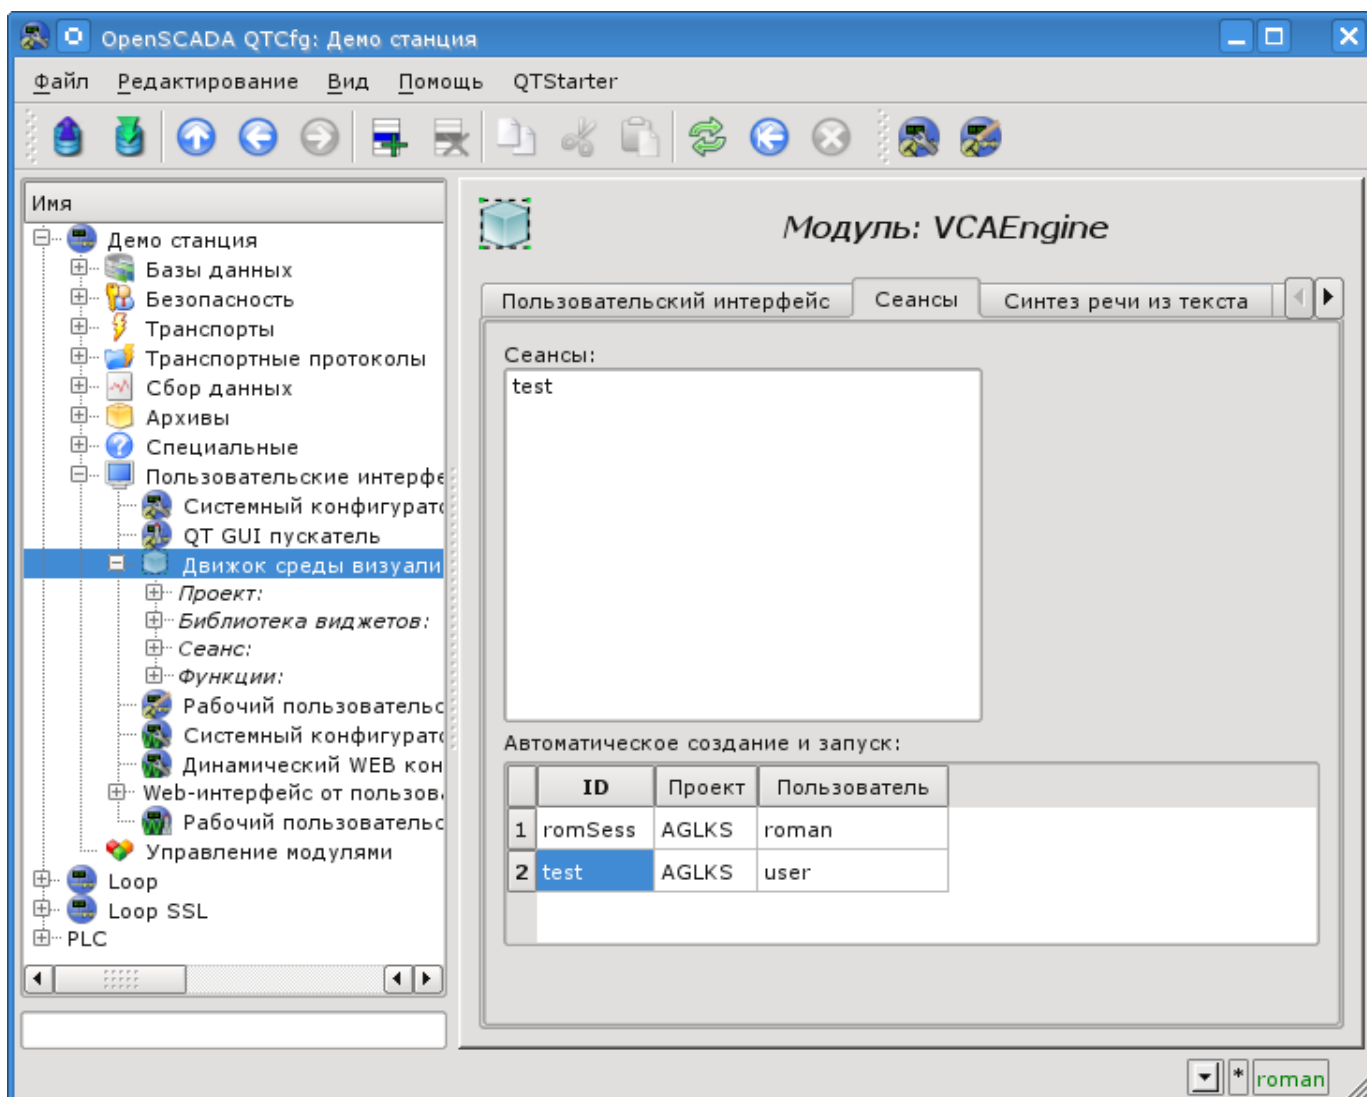 OpenSCADA QTCfg: Демо станция
Файл Редактирование Вид Помощь QTStarter
Имя
Демо станция
Базы данных
Безопасность
Транспорты
Транспортные протоколы
Сбор данных
Архивы
Специальные
Пользовательские интерфе
Системный конфигурато
QT GUI пускатель
Движок среды визуали
Проект:
Библиотека виджетов:
Сеанс:
Функции:
Рабочий пользовательс
Системный конфигурато
Динамический WEB кон
Web-интерфейс от пользов
Рабочий пользовательс
Управление модулями
Loop
Loop SSL
PLC
Модуль: VCAEngine
Пользовательский интерфейс Сеансы Синтез речи из текста
Сеансы:
test
Автоматическое создание и запуск:
ID Проект Пользователь
1 romSess AGLKS roman
2 test AGLKS user
* roman